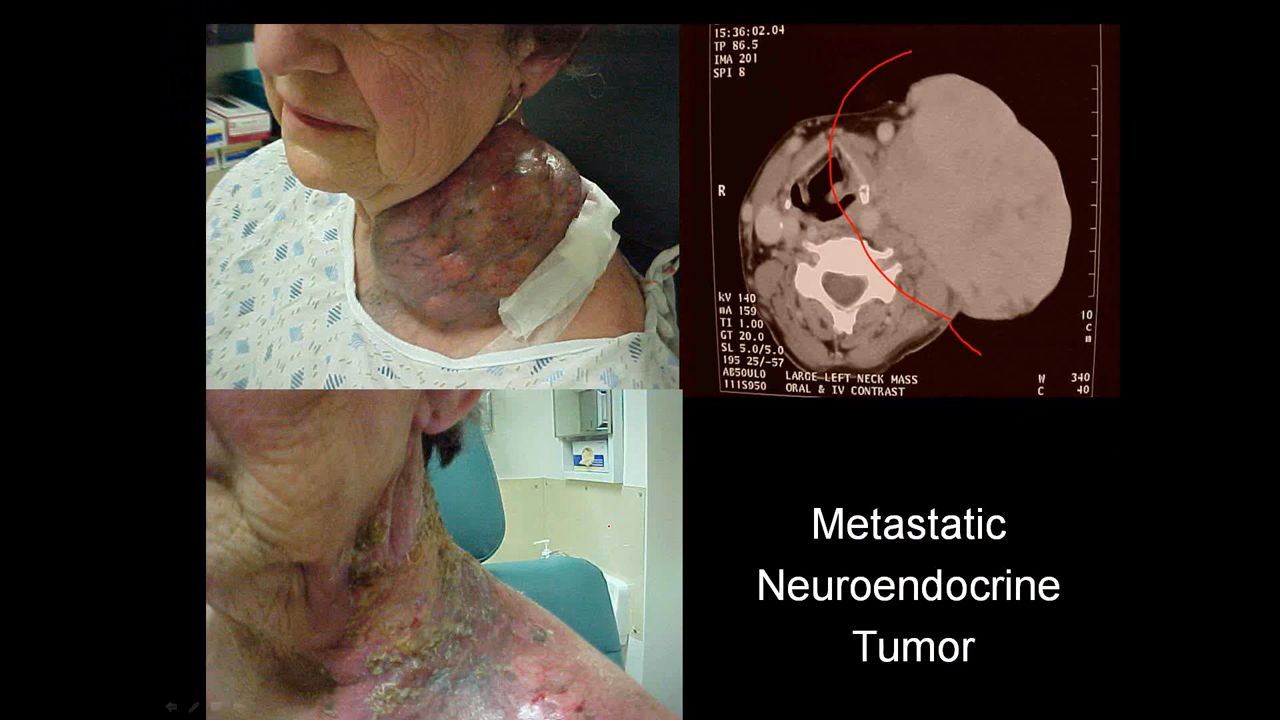 15:36:02.04
TP 86.5
IMA 201
SPI 8
R
kV 140
mA 159
TI 1.00
GT 20.0
SL 5.0/5.0
195 25/-57
AB50UL0 LARGE LEFT NECK MASS
111S950 ORAL & IV CONTRAST
10
C
m
W 340
C 40
Metastatic
Neuroendocrine
Tumor